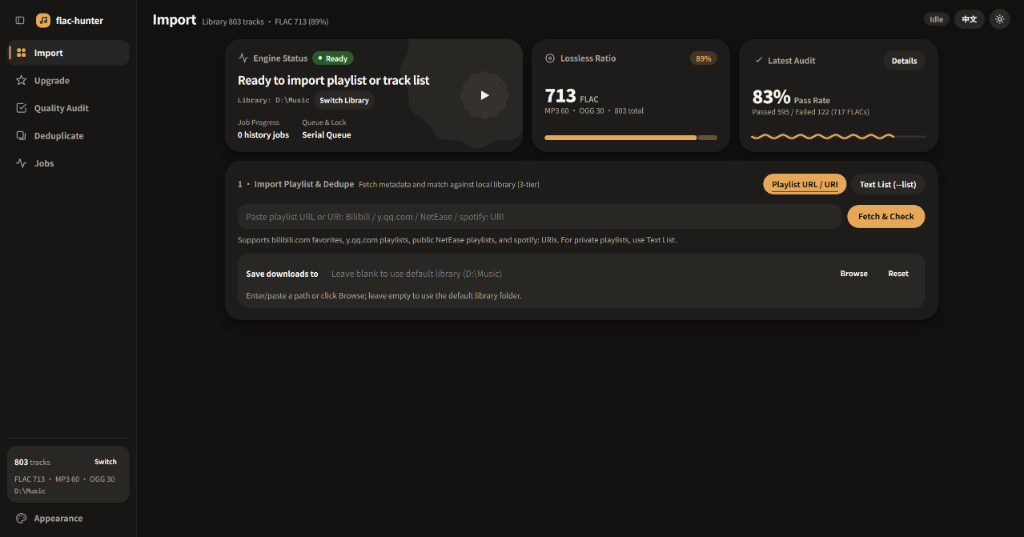 flac-hunter
Import
Upgrade
Quality Audit
Deduplicate
Jobs
803 tracks
Switch
FLAC 713 • MP3 60 • OGG 30
D:\Music
Appearance
Import Library 803 tracks • FLAC 713 (89%)
Idle
中文
Engine Status
Ready
Ready to import playlist or track list
Library: D:\Music Switch Library
Job Progress
0 history jobs
Queue & Lock
Serial Queue
Lossless Ratio
89%
713 FLAC
MP3 60 • OGG 30 • 803 total
Latest Audit
Details
83% Pass Rate
Passed 595 / Failed 122 (717 FLACs)
1 • Import Playlist & Dedupe Fetch metadata and match against local library (3-tier)
Playlist URL / URI
Text List (--list)
Paste playlist URL or URI: Bilibili / y.qq.com / NetEase / spotify: URI
Fetch & Check
Supports bilibili.com favorites, y.qq.com playlists, public NetEase playlists, and spotify: URIs. For private playlists, use Text List.
Save downloads to
Leave blank to use default library (D:\Music)
Browse
Reset
Enter/paste a path or click Browse; leave empty to use the default library folder.